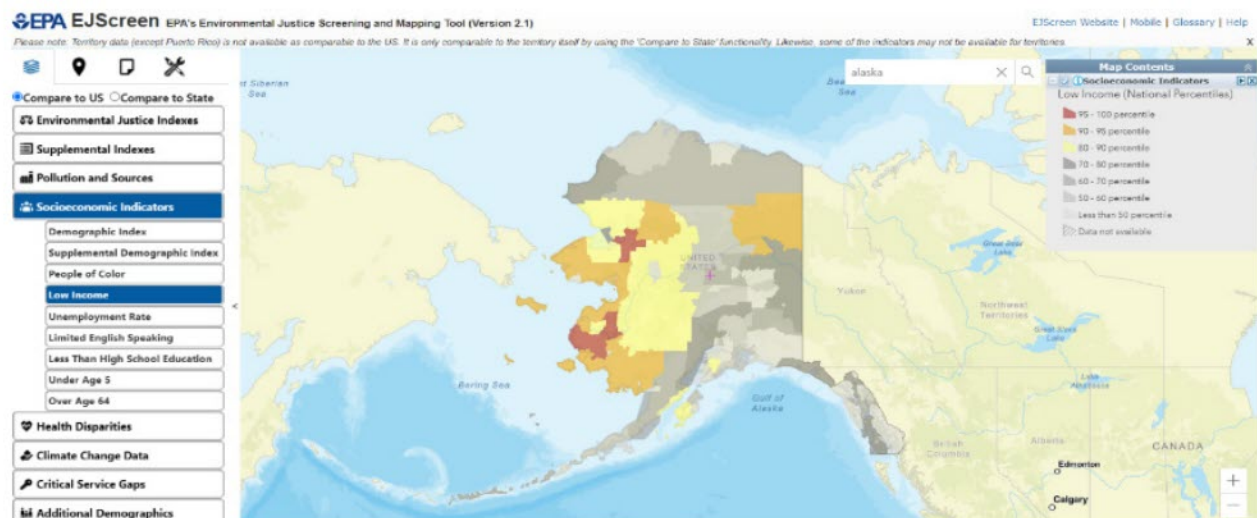 EPA EJScreen EPA's Environmental Justice Screening and Mapping Tool (Version 2.1)
EJScreen Website | Mobile | Glossary | Help
Please note: Territory data (except Puerto Rico) is not available as comparable to the US. It is only comparable to the territory itself by using the 'Compare to State' functionality. Likewise, some of the indicators may not be available for territories. X
Compare to US Compare to State
Environmental Justice Indexes
Supplemental Indexes
Pollution and Sources
Socioeconomic Indicators
Demographic Index
Supplemental Demographic Index
People of Color
Low Income
Unemployment Rate
Limited English Speaking
Less Than High School Education
Under Age 5
Over Age 64
Health Disparities
Climate Change Data
Critical Service Gaps
Additional Demographics
<
alaska
Map Contents
Socioeconomic Indicators
Low Income (National Percentiles)
95 - 100 percentile
90 - 95 percentile
80 - 90 percentile
70 - 80 percentile
60 - 70 percentile
50 - 60 percentile
Less than 50 percentile
Data not available
Siberian
Sea
Sea
UNITED
STATES
Yukon
Great Bear
Lake
Northwest
Territories
Great Slave
Lake
Lake
Athabasca
Bering Sea
Gulf of
Alaska
British
Columbia
Alberta
CANADA
Edmonton
Calgary
+
−